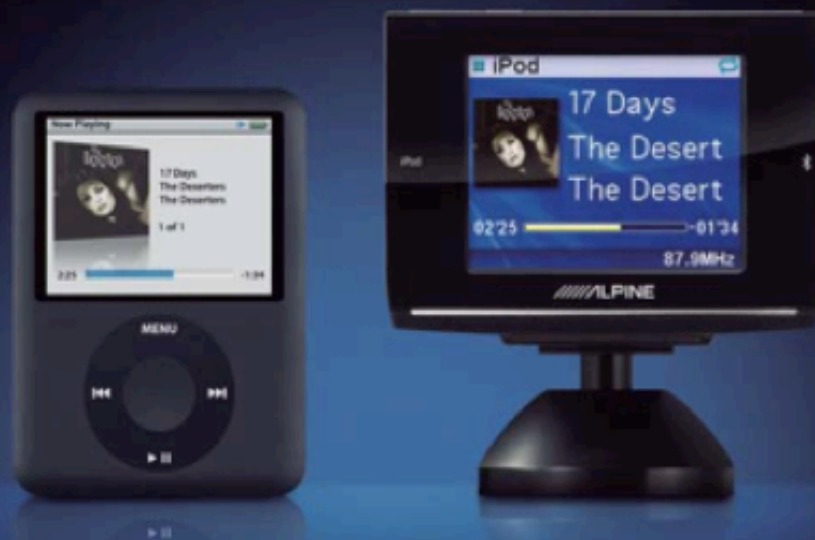 Now Playing
17 Days
The Deserters
The Deserters
1 of 1
2:25
-1:34
MENU
iPod
17 Days
The Desert
The Desert
02'25
-01'34
87.9MHz
iPod
ALPINE